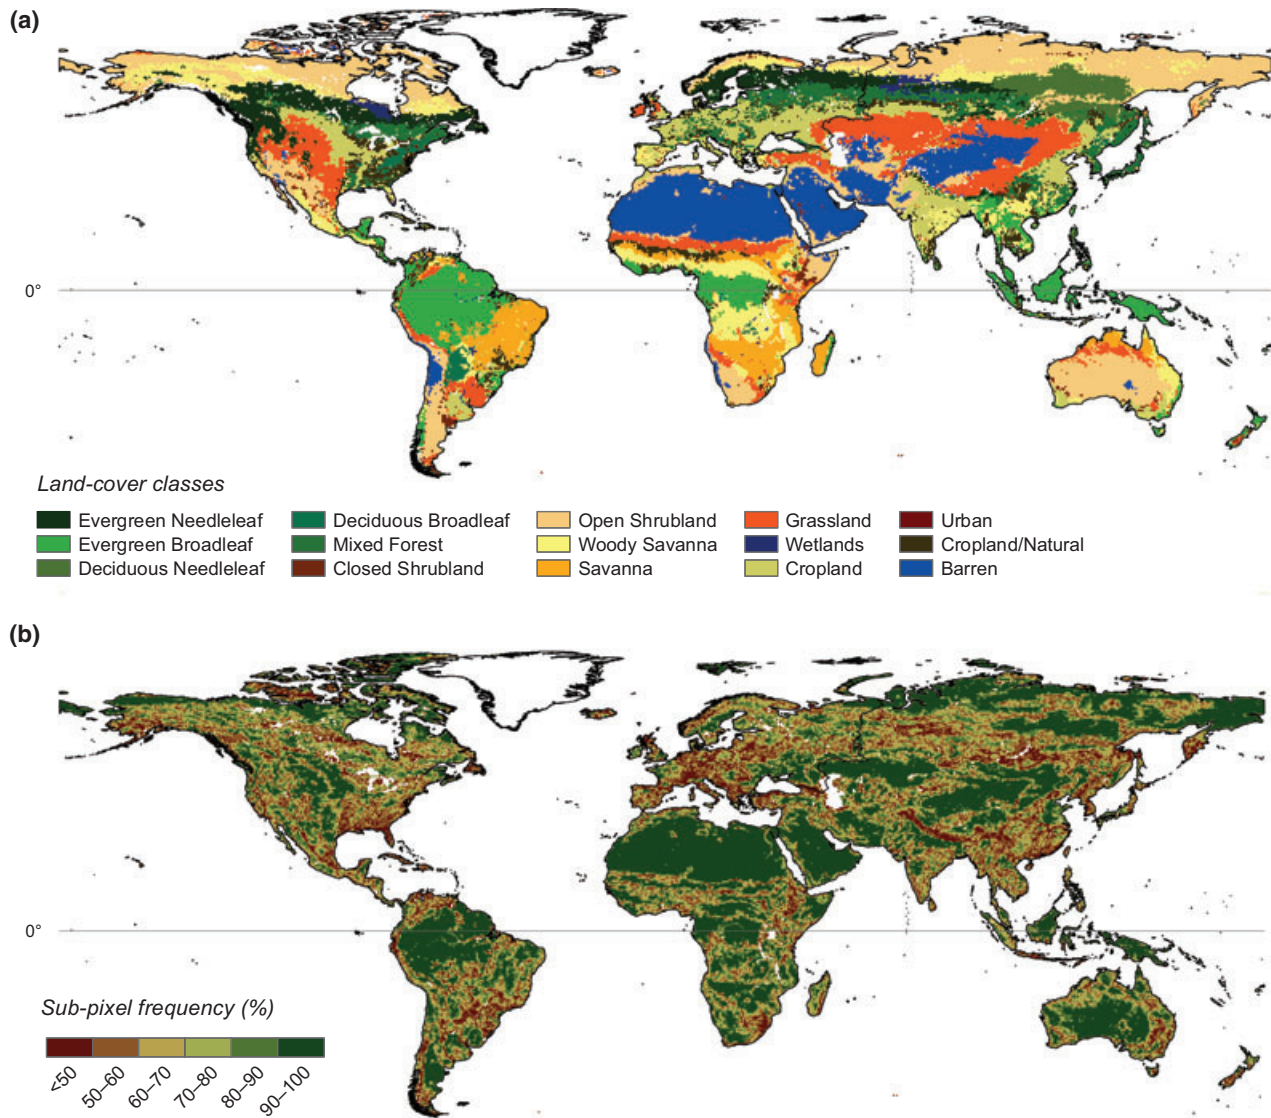 (a)
0°
Land-cover classes
Evergreen Needleleaf
Evergreen Broadleaf
Deciduous Needleleaf
Deciduous Broadleaf
Mixed Forest
Closed Shrubland
Open Shrubland
Woody Savanna
Savanna
Grassland
Wetlands
Cropland
Urban
Cropland/Natural
Barren
(b)
0°
Sub-pixel frequency (%)
<50
50–60
60–70
70–80
80–90
90–100